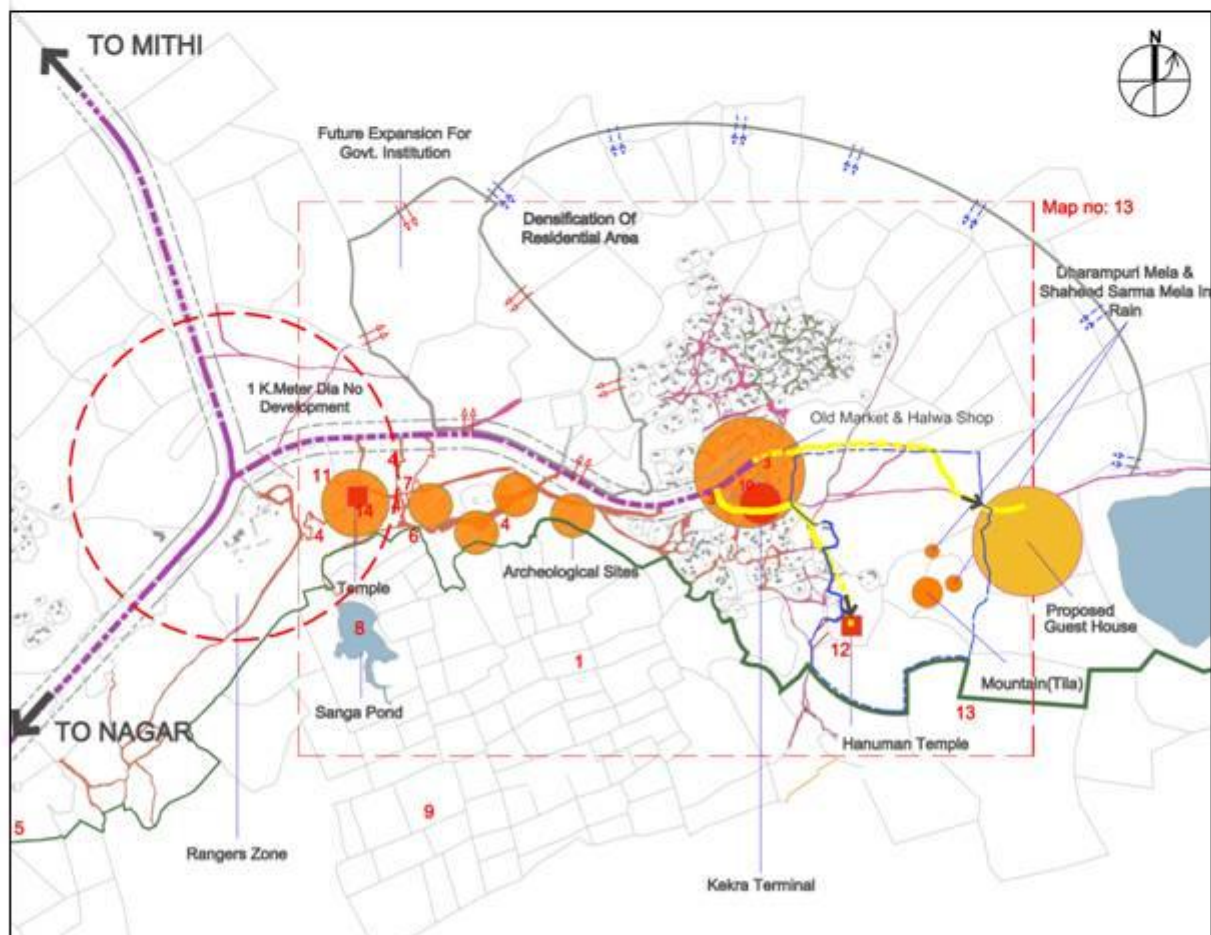 TO MITHI
N
Future Expansion For
Govt. Institution
Densification Of
Residential Area
Map no: 13
Dharampuri Mela &
Shaheed Sarma Mela In
Rain
1 K.Meter Dia No
Development
Old Market & Halwa Shop
3
4
11
7
10
14
4
6
4
Archeological Sites
Temple
Proposed
Guest House
8
12
1
Mountain(Tila)
13
Sanga Pond
TO NAGAR
Hanuman Temple
9
5
Rangers Zone
Kekra Terminal